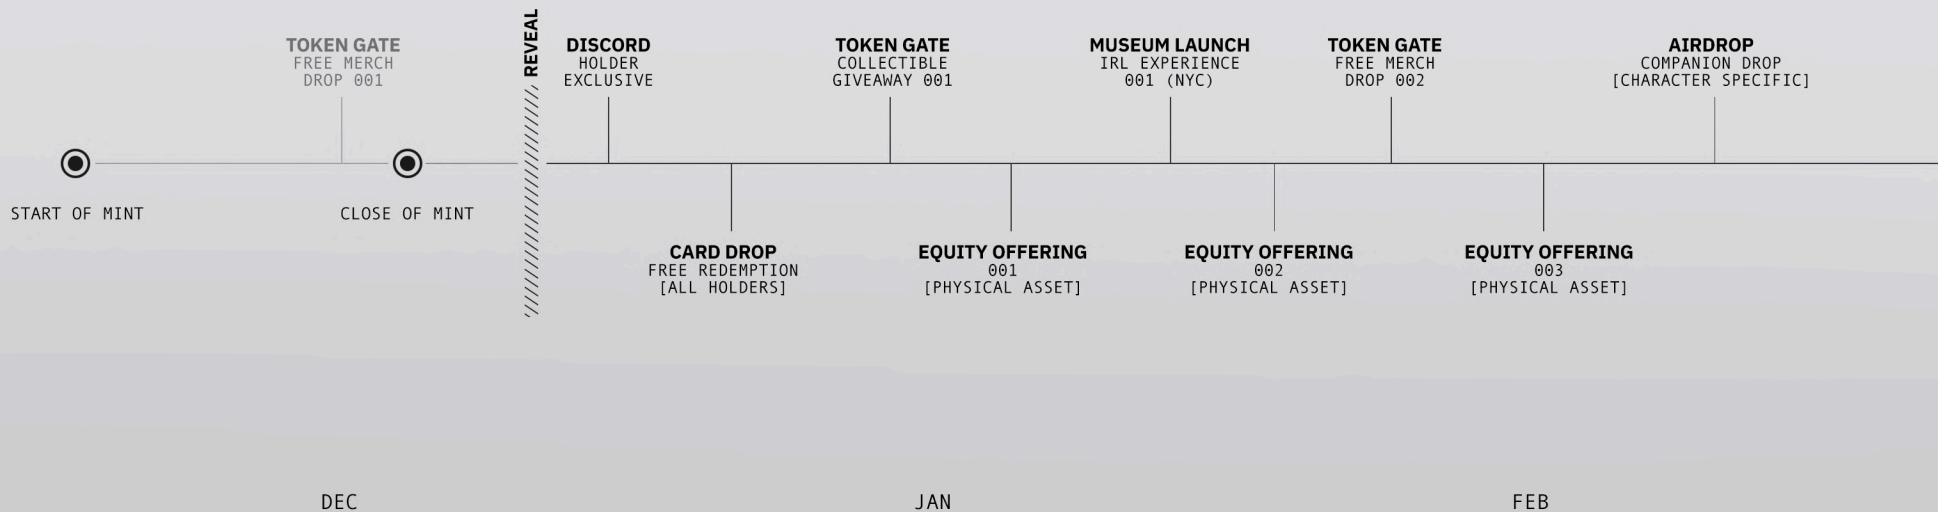 REVEAL
TOKEN GATE
FREE MERCH
DROP 001
DISCORD
HOLDER
EXCLUSIVE
TOKEN GATE
COLLECTIBLE
GIVEAWAY 001
MUSEUM LAUNCH
IRL EXPERIENCE
001 (NYC)
TOKEN GATE
FREE MERCH
DROP 002
AIRDROP
COMPANION DROP
[CHARACTER SPECIFIC]
START OF MINT
CLOSE OF MINT
CARD DROP
FREE REDEMPTION
[ALL HOLDERS]
EQUITY OFFERING
001
[PHYSICAL ASSET]
EQUITY OFFERING
002
[PHYSICAL ASSET]
EQUITY OFFERING
003
[PHYSICAL ASSET]
DEC
JAN
FEB